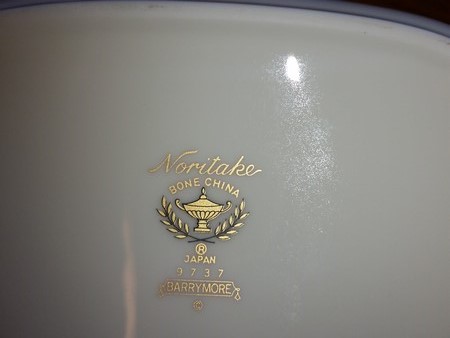 Noritake
BONE CHINA
®
JAPAN
9737
BARRYMORE